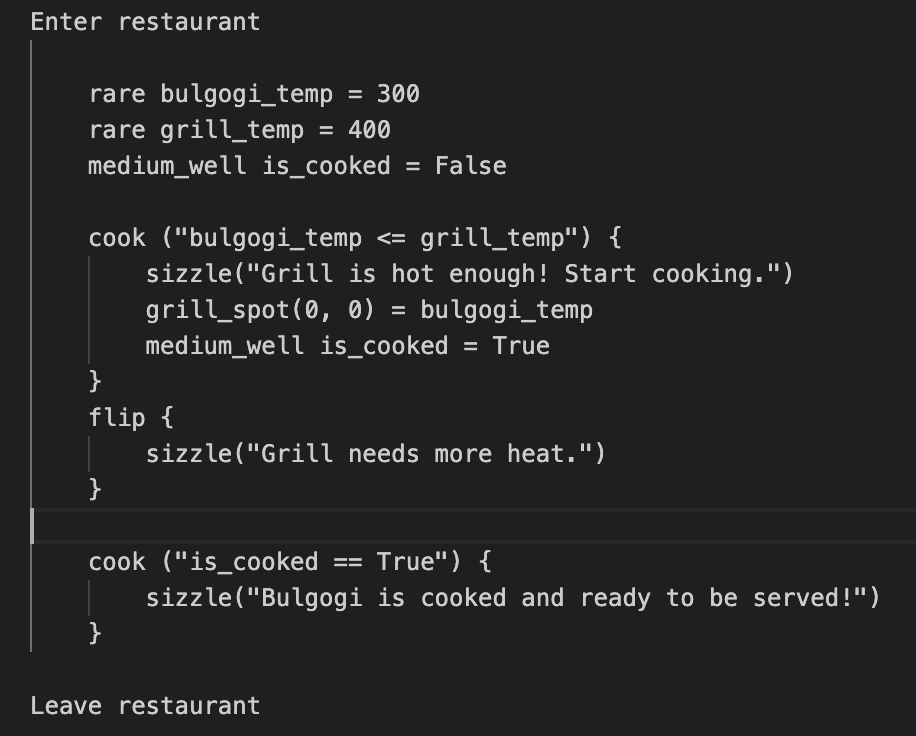 Enter restaurant
rare bulgogi_temp = 300
rare grill_temp = 400
medium_well is_cooked = False
cook ("bulgogi_temp <= grill_temp") {
sizzle("Grill is hot enough! Start cooking.")
grill_spot(0, 0) = bulgogi_temp
medium_well is_cooked = True
}
flip {
sizzle("Grill needs more heat.")
}
cook ("is_cooked == True") {
sizzle("Bulgogi is cooked and ready to be served!")
}
Leave restaurant